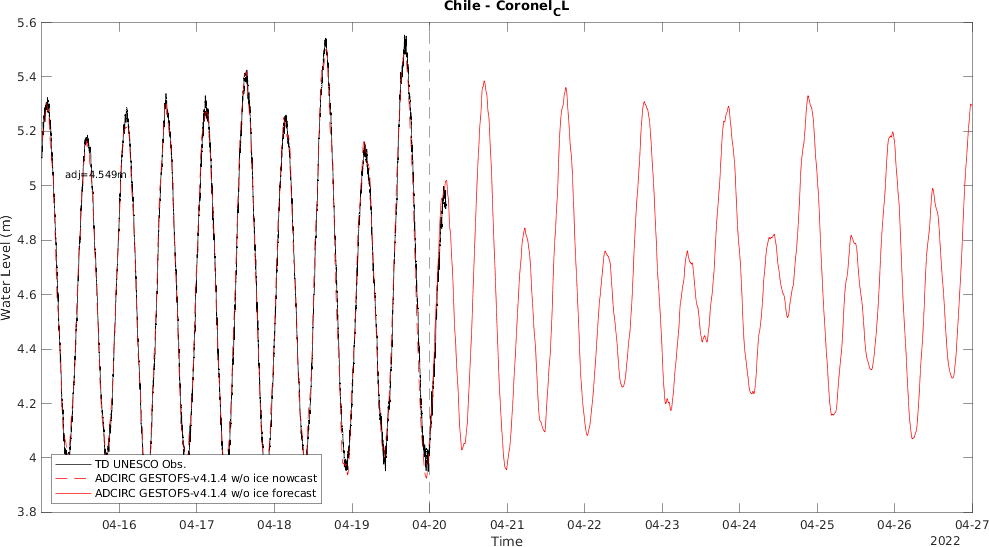 Chile - Coronel_CL
5.6
5.4
5.2
5
4.8
4.6
4.4
4.2
4
3.8
Water Level (m)
adj=4.549m
TD UNESCO Obs.
ADCIRC GESTOFS-v4.1.4 w/o ice nowcast
ADCIRC GESTOFS-v4.1.4 w/o ice forecast
04-16 04-17 04-18 04-19 04-20 04-21 04-22 04-23 04-24 04-25 04-26 04-27
Time
2022